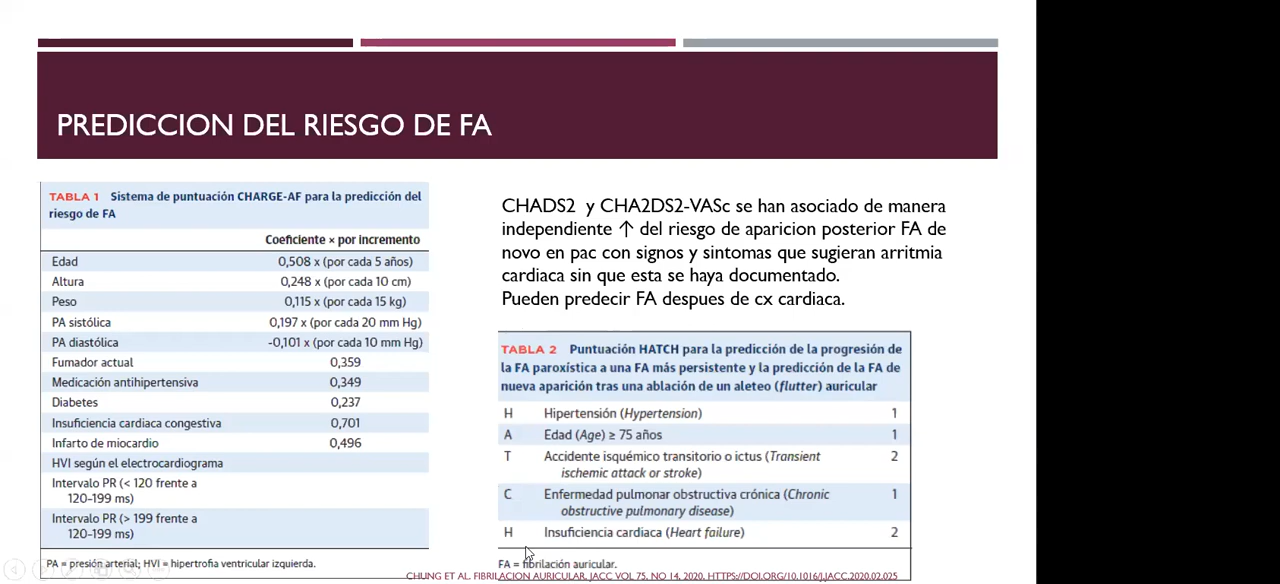 PREDICCION DEL RIESGO DE FA
TABLA 1 Sistema de puntuación CHARGE-AF para la predicción del
riesgo de FA
Coeficiente × por incremento
Edad 0,508 x (por cada 5 años)
Altura 0,248 x (por cada 10 cm)
Peso 0,115 x (por cada 15 kg)
PA sistólica 0,197 x (por cada 20 mm Hg)
PA diastólica -0,101 x (por cada 10 mm Hg)
Fumador actual 0,359
Medicación antihipertensiva 0,349
Diabetes 0,237
Insuficiencia cardiaca congestiva 0,701
Infarto de miocardio 0,496
HVI según el electrocardiograma
Intervalo PR (< 120 frente a
120-199 ms)
Intervalo PR (> 199 frente a
120-199 ms)
PA = presión arterial; HVI = hipertrofia ventricular izquierda.
CHADS2 y CHA2DS2-VASc se han asociado de manera
independiente ↑ del riesgo de aparicion posterior FA de
novo en pac con signos y sintomas que sugieran arritmia
cardiaca sin que esta se haya documentado.
Pueden predecir FA despues de cx cardiaca.
TABLA 2 Puntuación HATCH para la predicción de la progresión de
la FA paroxística a una FA más persistente y la predicción de la FA de
nueva aparición tras una ablación de un aleteo (flutter) auricular
H Hipertensión (Hypertension) 1
A Edad (Age) ≥ 75 años 1
T Accidente isquémico transitorio o ictus (Transient 2
ischemic attack or stroke)
C Enfermedad pulmonar obstructiva crónica (Chronic 1
obstructive pulmonary disease)
H Insuficiencia cardiaca (Heart failure) 2
FA = fibrilación auricular.
CHUNG ET AL. FIBRILACION AURICULAR. JACC VOL 75, NO 14, 2020. HTTPS://DOI.ORG/10.1016/J.JACC.2020.02.025